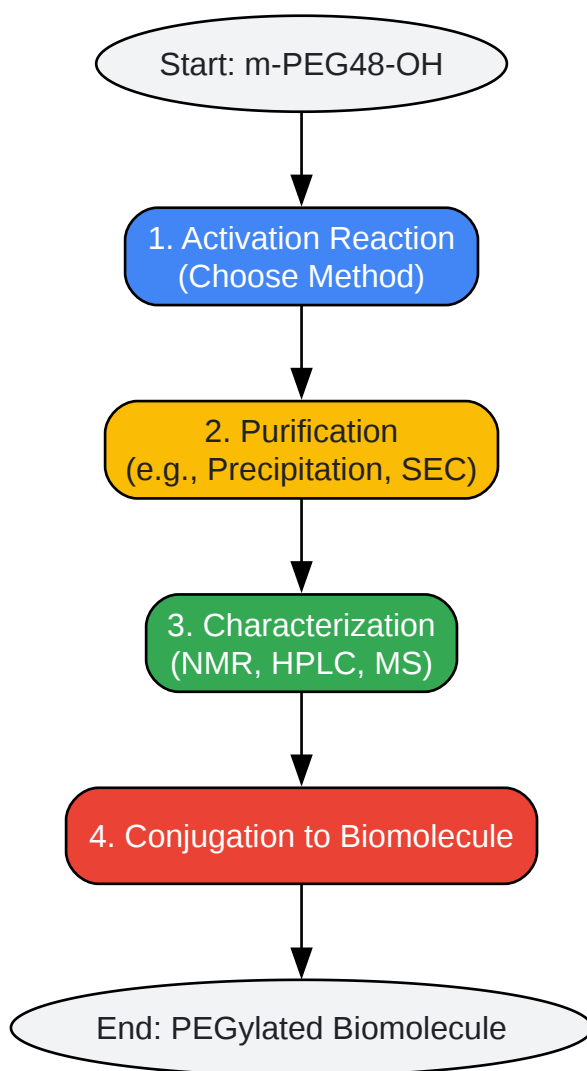 Start: m-PEG48-OH
1. Activation Reaction
(Choose Method)
2. Purification
(e.g., Precipitation, SEC)
3. Characterization
(NMR, HPLC, MS)
4. Conjugation to Biomolecule
End: PEGylated Biomolecule